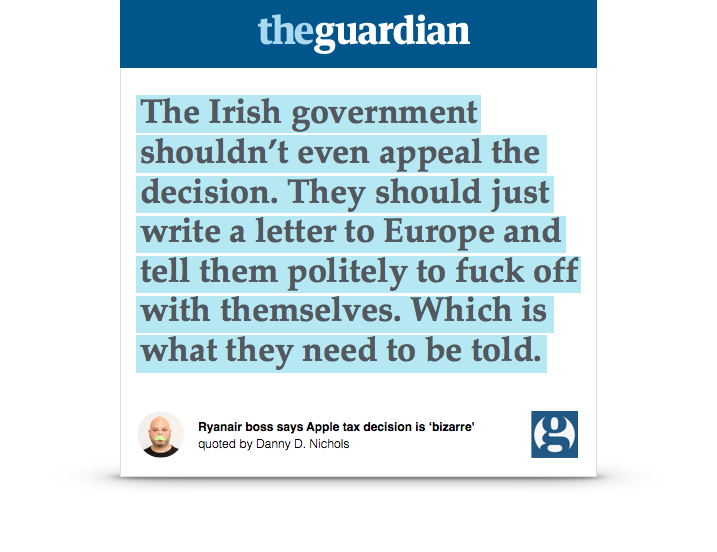 theguardian
The Irish government
shouldn’t even appeal the
decision. They should just
write a letter to Europe and
tell them politely to fuck off
with themselves. Which is
what they need to be told.
Ryanair boss says Apple tax decision is ‘bizarre’
quoted by Danny D. Nichols
g